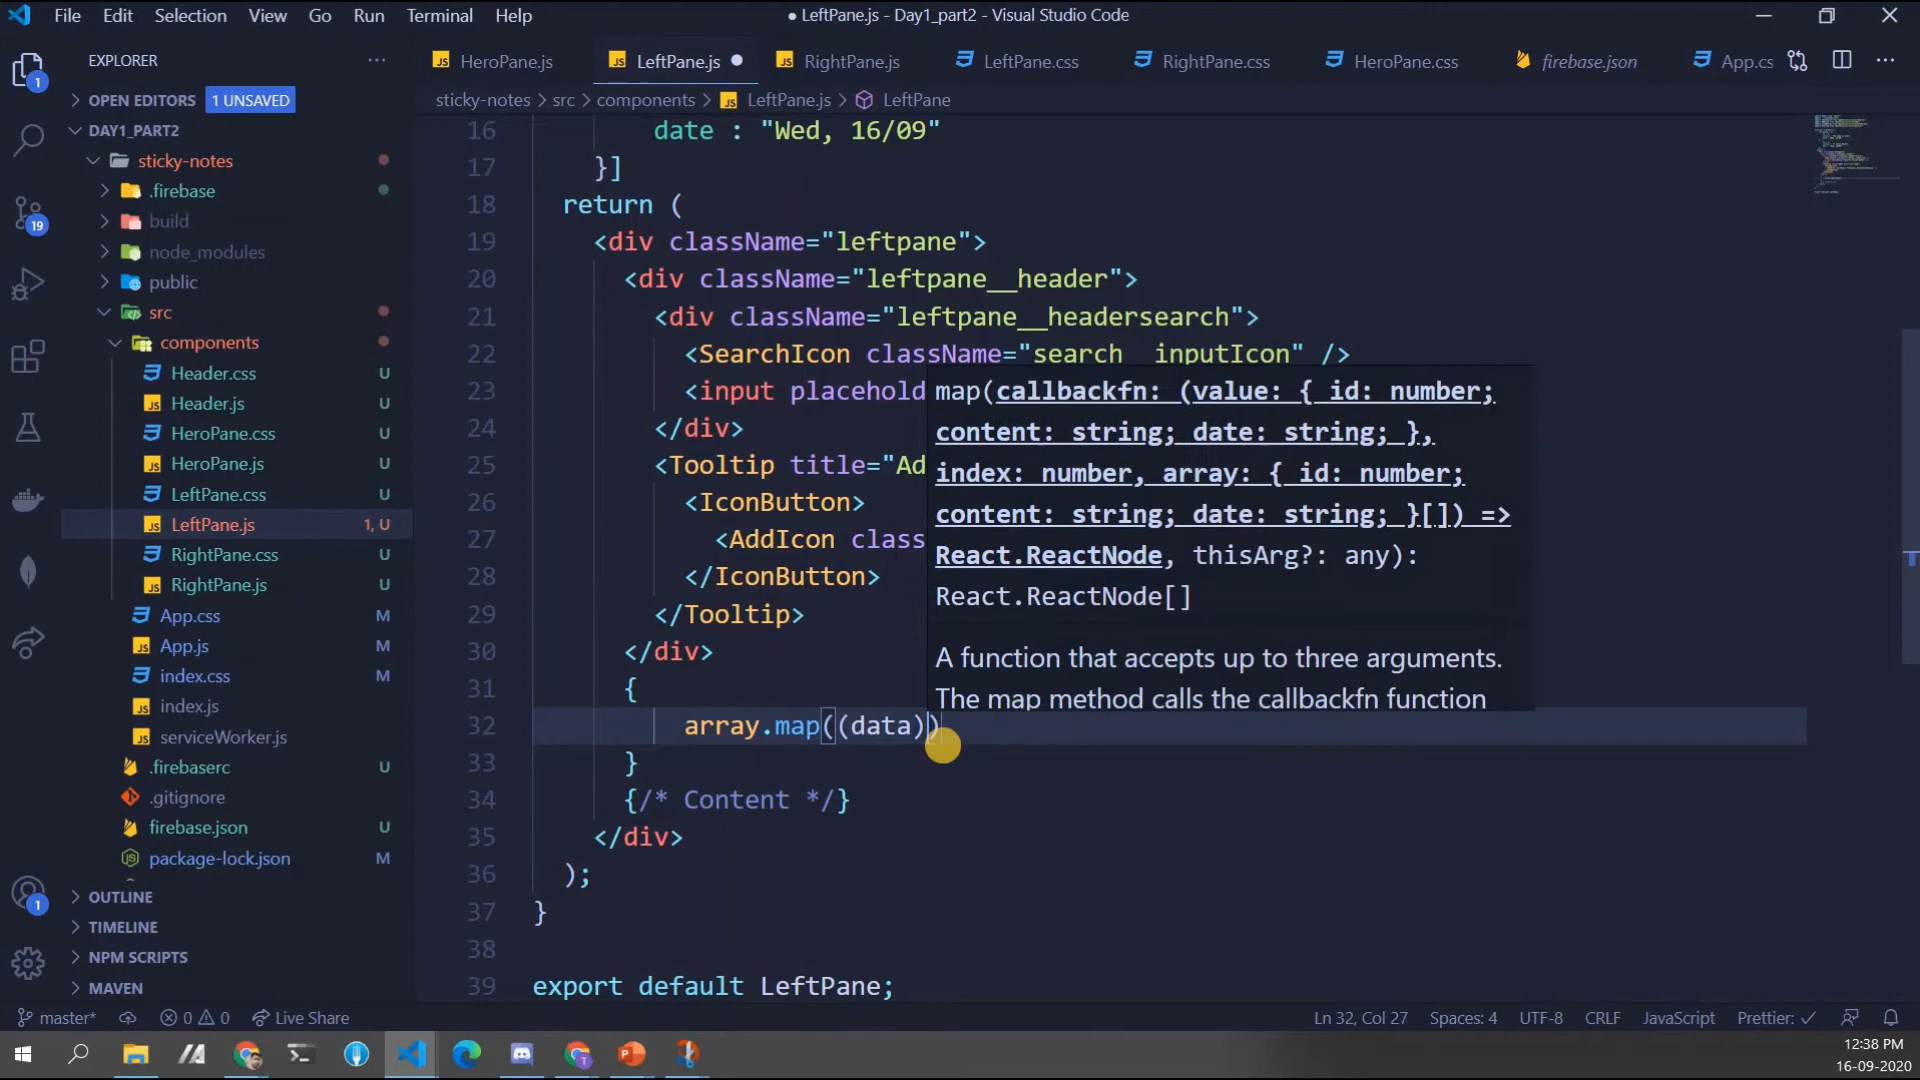 File Edit Selection View Go Run Terminal Help
● LeftPane.js - Day1_part2 - Visual Studio Code
EXPLORER
HeroPane.js
LeftPane.js
RightPane.js
LeftPane.css
RightPane.css
HeroPane.css
firebase.json
App.cs
OPEN EDITORS 1 UNSAVED
sticky-notes > src > components > LeftPane.js > LeftPane
DAY1_PART2
sticky-notes
.firebase
build
node_modules
public
src
components
Header.css U
Header.js U
HeroPane.css U
HeroPane.js U
LeftPane.css U
LeftPane.js 1, U
RightPane.css U
RightPane.js U
App.css M
App.js M
index.css M
index.js
serviceWorker.js
.firebaserc U
.gitignore
firebase.json U
package-lock.json M
OUTLINE
TIMELINE
NPM SCRIPTS
MAVEN
1
19
1
16 date : "Wed, 16/09"
17 }]
18 return (
19 <div className="leftpane">
20 <div className="leftpane__header">
21 <div className="leftpane__headersearch">
22 <SearchIcon className="search__inputIcon" />
23 <input placehold
24 </div>
25 <Tooltip title="Ad
26 <IconButton>
27 <AddIcon class
28 </IconButton>
29 </Tooltip>
30 </div>
31 {
32 array.map((data))
33 }
34 {/* Content */}
35 </div>
36 );
37 }
38
39 export default LeftPane;
map(callbackfn: (value: { id: number;
content: string; date: string; },
index: number, array: { id: number;
content: string; date: string; }[]) =>
React.ReactNode, thisArg?: any):
React.ReactNode[]
A function that accepts up to three arguments.
The map method calls the callbackfn function
master* 0 0 Live Share
Ln 32, Col 27 Spaces: 4 UTF-8 CRLF JavaScript Prettier: ✓
12:38 PM
16-09-2020